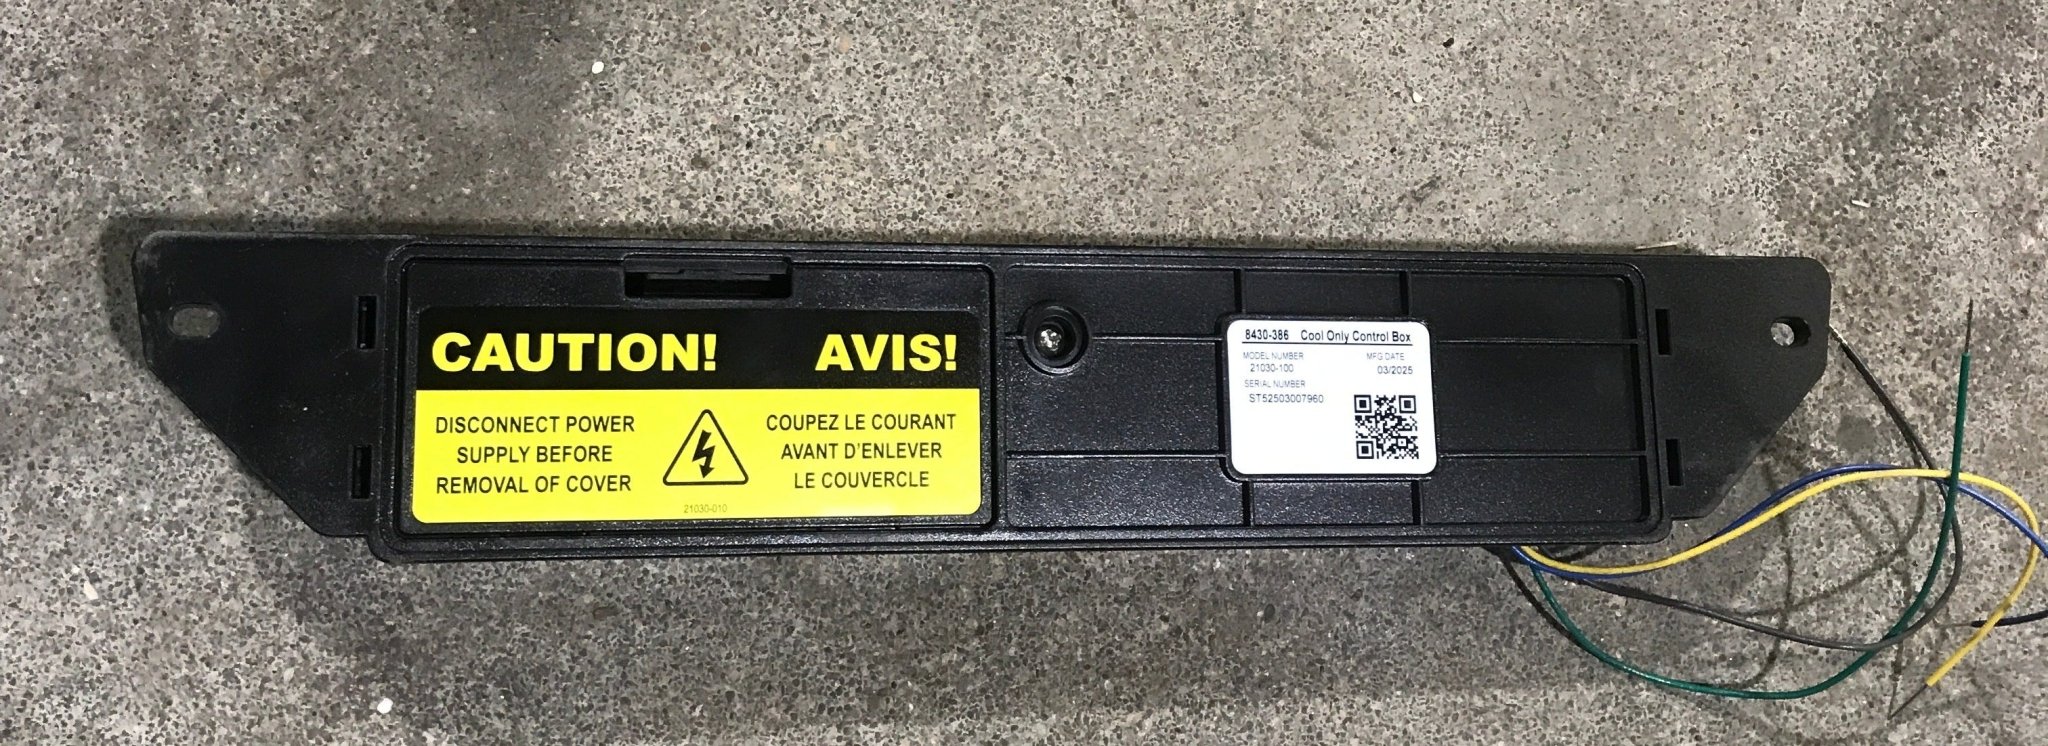 CAUTION!
DISCONNECT POWER
SUPPLY BEFORE
REMOVAL OF COVER
AVIS!
COUPEZ LE COURANT
AVANT D'ENLEVER
LE COUVERCLE
21030-010
8430-386 Cool Only Control Box
MODEL NUMBER
21030-100
MFG DATE
03/2025
SERIAL NUMBER
ST52503007960